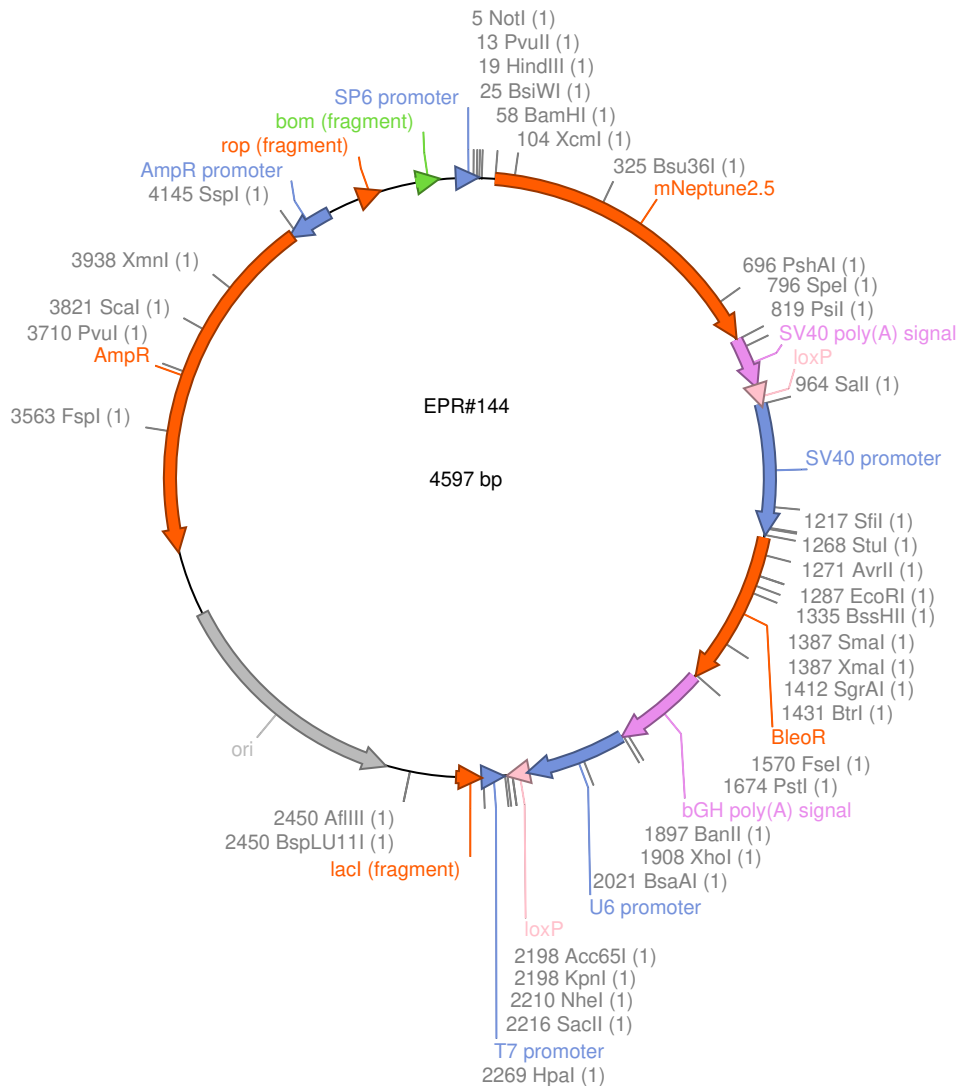 5 NotI (1)
13 PvuII (1)
19 HindIII (1)
25 BsiWI (1)
58 BamHI (1)
104 XcmI (1)
325 Bsu36I (1)
mNeptune2.5
696 PshAI (1)
796 SpeI (1)
819 PsiI (1)
SV40 poly(A) signal
loxP
964 SalI (1)
SV40 promoter
1217 SfiI (1)
1268 StuI (1)
1271 AvrII (1)
1287 EcoRI (1)
1335 BssHII (1)
1387 SmaI (1)
1387 XmaI (1)
1412 SgrAI (1)
1431 BtrI (1)
BleoR
1570 FseI (1)
1674 PstI (1)
bGH poly(A) signal
1897 BanII (1)
1908 XhoI (1)
2021 BsaAI (1)
U6 promoter
loxP
2198 Acc65I (1)
2198 KpnI (1)
2210 NheI (1)
2216 SacII (1)
T7 promoter
2269 HpaI (1)
lacI (fragment)
2450 AflIII (1)
2450 BspLU11I (1)
ori
3563 FspI (1)
AmpR
3710 PvuI (1)
3821 ScaI (1)
3938 XmnI (1)
4145 SspI (1)
AmpR promoter
rop (fragment)
bom (fragment)
SP6 promoter
EPR#144
4597 bp